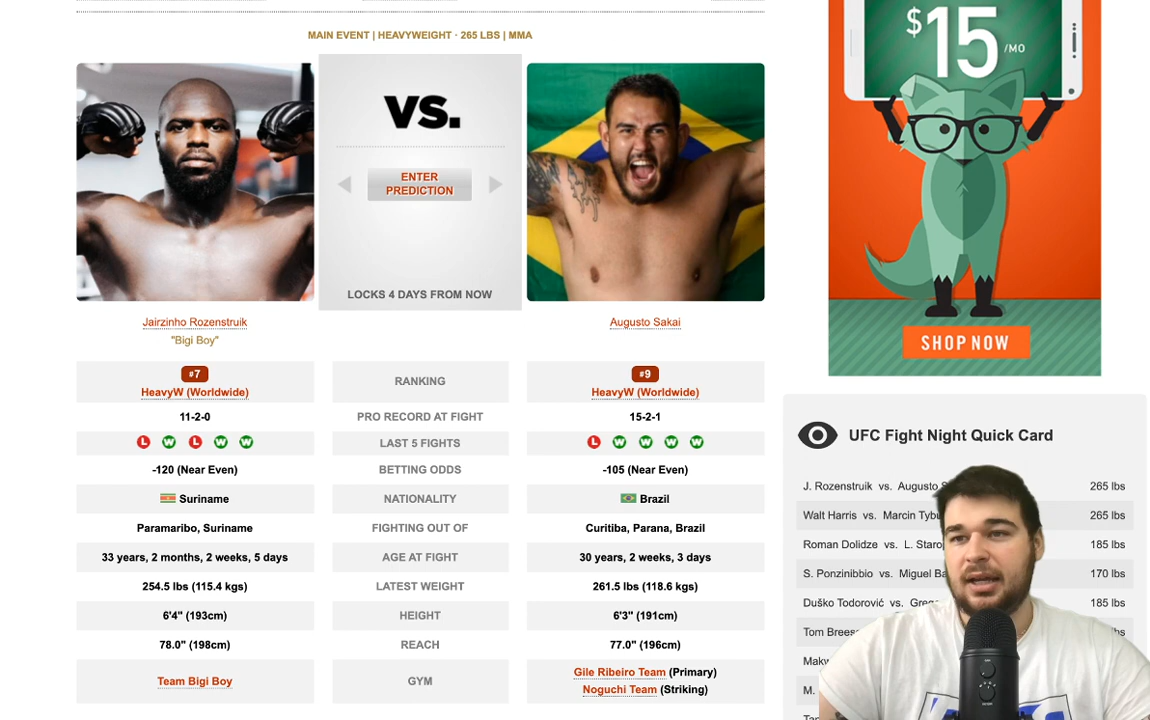 MAIN EVENT | HEAVYWEIGHT · 265 LBS | MMA
VS.
ENTER
PREDICTION
LOCKS 4 DAYS FROM NOW
Jairzinho Rozenstruik
"Bigi Boy"
Augusto Sakai
#7
HeavyW (Worldwide)
RANKING
#9
HeavyW (Worldwide)
11-2-0 PRO RECORD AT FIGHT 15-2-1
L W L W W LAST 5 FIGHTS L W W W W
-120 (Near Even) BETTING ODDS -105 (Near Even)
Suriname NATIONALITY Brazil
Paramaribo, Suriname FIGHTING OUT OF Curitiba, Parana, Brazil
33 years, 2 months, 2 weeks, 5 days AGE AT FIGHT 30 years, 2 weeks, 3 days
254.5 lbs (115.4 kgs) LATEST WEIGHT 261.5 lbs (118.6 kgs)
6'4" (193cm) HEIGHT 6'3" (191cm)
78.0" (198cm) REACH 77.0" (196cm)
Team Bigi Boy
GYM
Gile Ribeiro Team (Primary)
Noguchi Team (Striking)
$15/MO
SHOP NOW
UFC Fight Night Quick Card
J. Rozenstruik vs. Augusto 265 lbs
Walt Harris vs. Marcin 265 lbs
Roman Dolidze vs. L. 185 lbs
S. Ponzinibbio vs. Miguel 170 lbs
Duško Todorović vs. 185 lbs
Tom lbs
M.